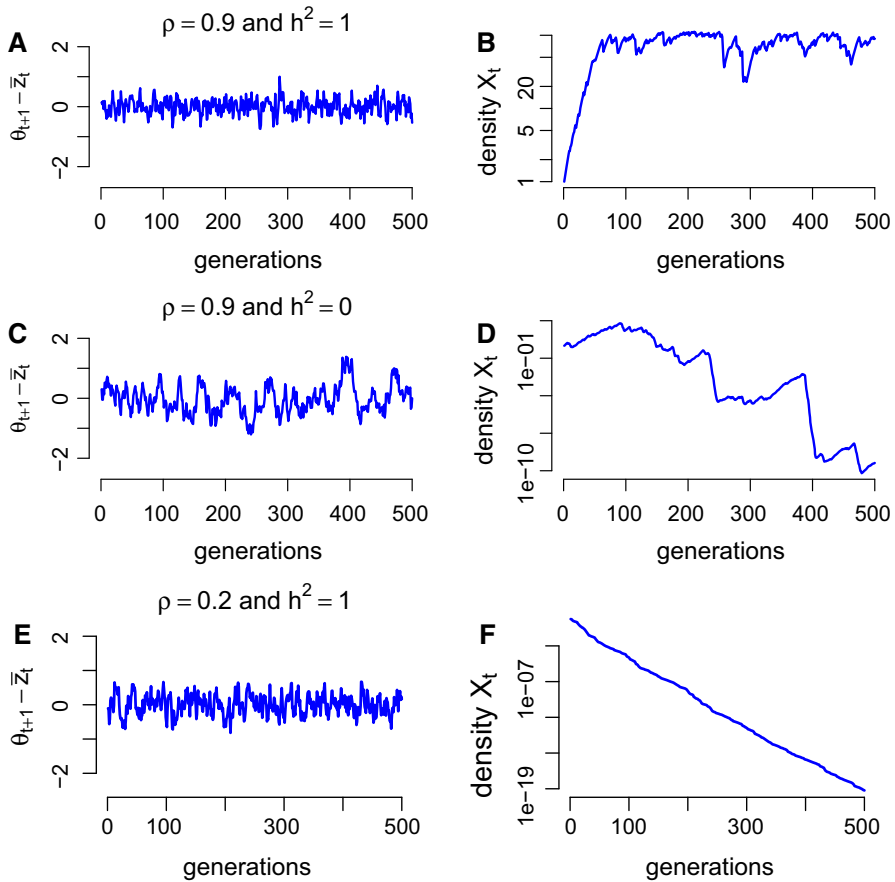 ρ = 0.9 and h² = 1
A
B
2
0
−2
θₜ₊₁ − z̄ₜ
0 100 200 300 400 500
generations
20
5
1
density Xₜ
0 100 200 300 400 500
generations
ρ = 0.9 and h² = 0
C
D
2
0
−2
θₜ₊₁ − z̄ₜ
0 100 200 300 400 500
generations
1e−01
1e−10
density Xₜ
0 100 200 300 400 500
generations
ρ = 0.2 and h² = 1
E
F
2
0
−2
θₜ₊₁ − z̄ₜ
0 100 300 500
generations
1e−07
1e−19
density Xₜ
0 100 300 500
generations